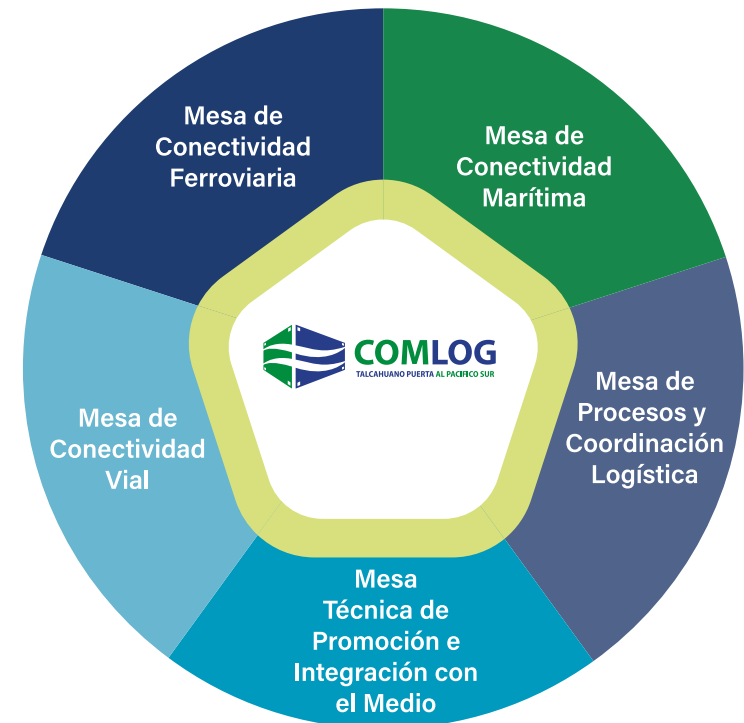 Mesa de
Conectividad
Ferroviaria
Mesa de
Conectividad
Marítima
COMLOG
TALCAHUANO PUERTA AL PACIFICO SUR
Mesa de
Procesos y
Coordinación
Logística
Mesa de
Conectividad
Vial
Mesa
Técnica de
Promoción e
Integración con
el Medio